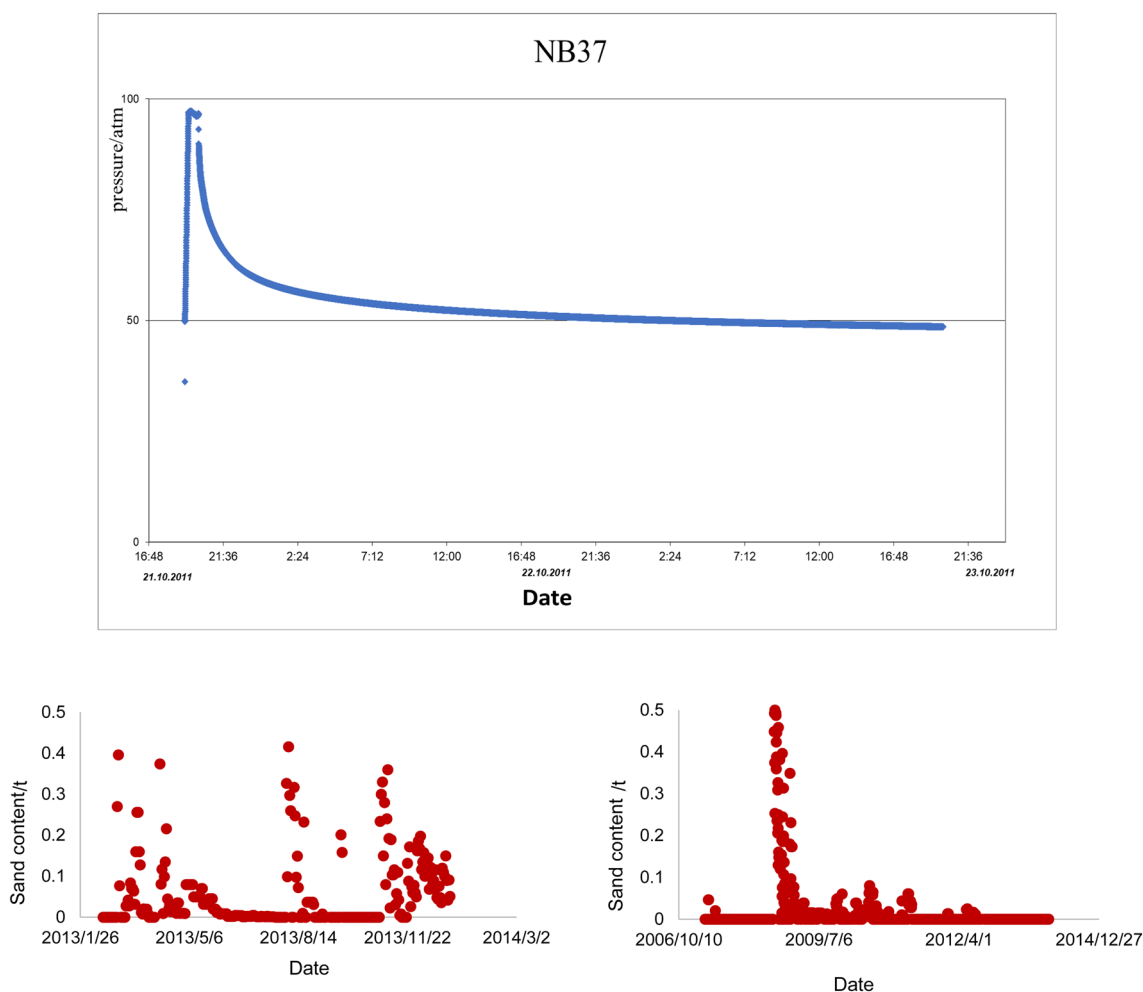 NB37
pressure/atm
100
50
0
16:48 21:36 2:24 7:12 12:00 16:48 21:36 2:24 7:12 12:00 16:48 21:36
21.10.2011 22.10.2011 23.10.2011
Date
Sand content/t
0.5
0.4
0.3
0.2
0.1
0
2013/1/26 2013/5/6 2013/8/14 2013/11/22 2014/3/2
Date
Sand content /t
0.5
0.4
0.3
0.2
0.1
0
2006/10/10 2009/7/6 2012/4/1 2014/12/27
Date